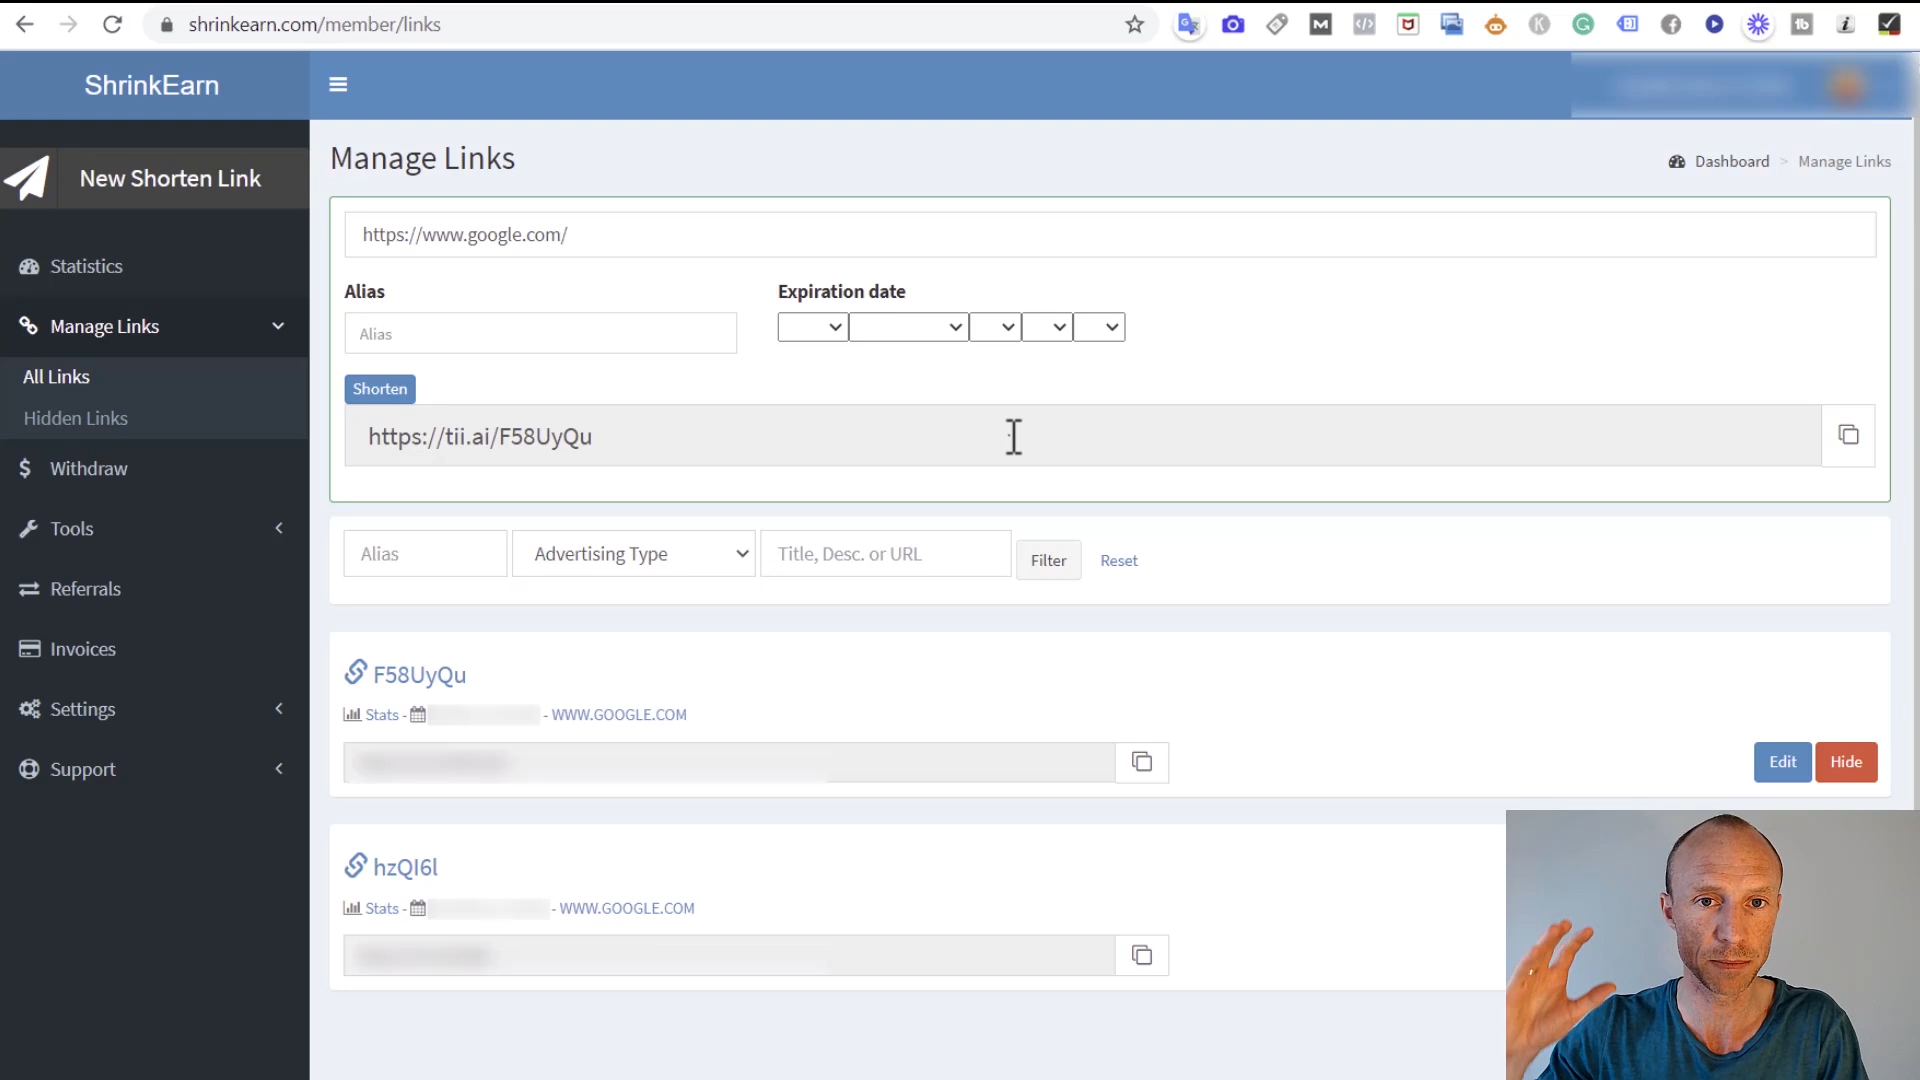 shrinkearn.com/member/links
ShrinkEarn
New Shorten Link
Statistics
Manage Links
All Links
Hidden Links
Withdraw
Tools
Referrals
Invoices
Settings
Support
Manage Links
Dashboard > Manage Links
https://www.google.com/
Alias
Expiration date
Alias
Shorten
https://tii.ai/F58UyQu
Alias
Advertising Type
Title, Desc. or URL
Filter
Reset
F58UyQu
Stats - - WWW.GOOGLE.COM
Edit
Hide
hzQI6l
Stats - - WWW.GOOGLE.COM